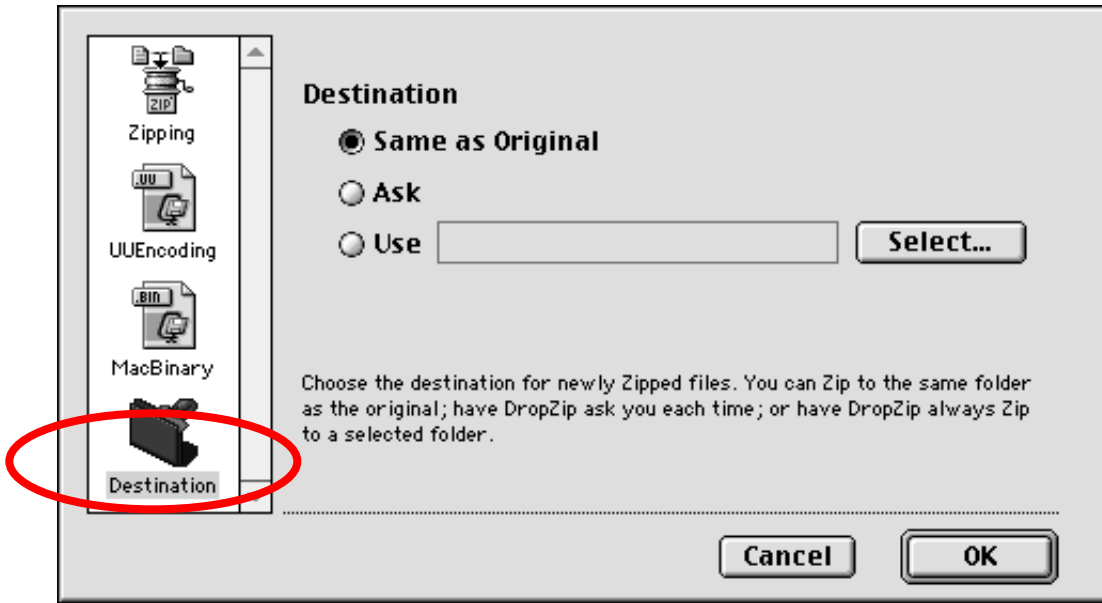 ZIP
Zipping
.UU
UUEncoding
.BIN
MacBinary
Destination
Destination
Same as Original
Ask
Use
Select...
Choose the destination for newly Zipped files. You can Zip to the same folder
as the original; have DropZip ask you each time; or have DropZip always Zip
to a selected folder.
Cancel
OK